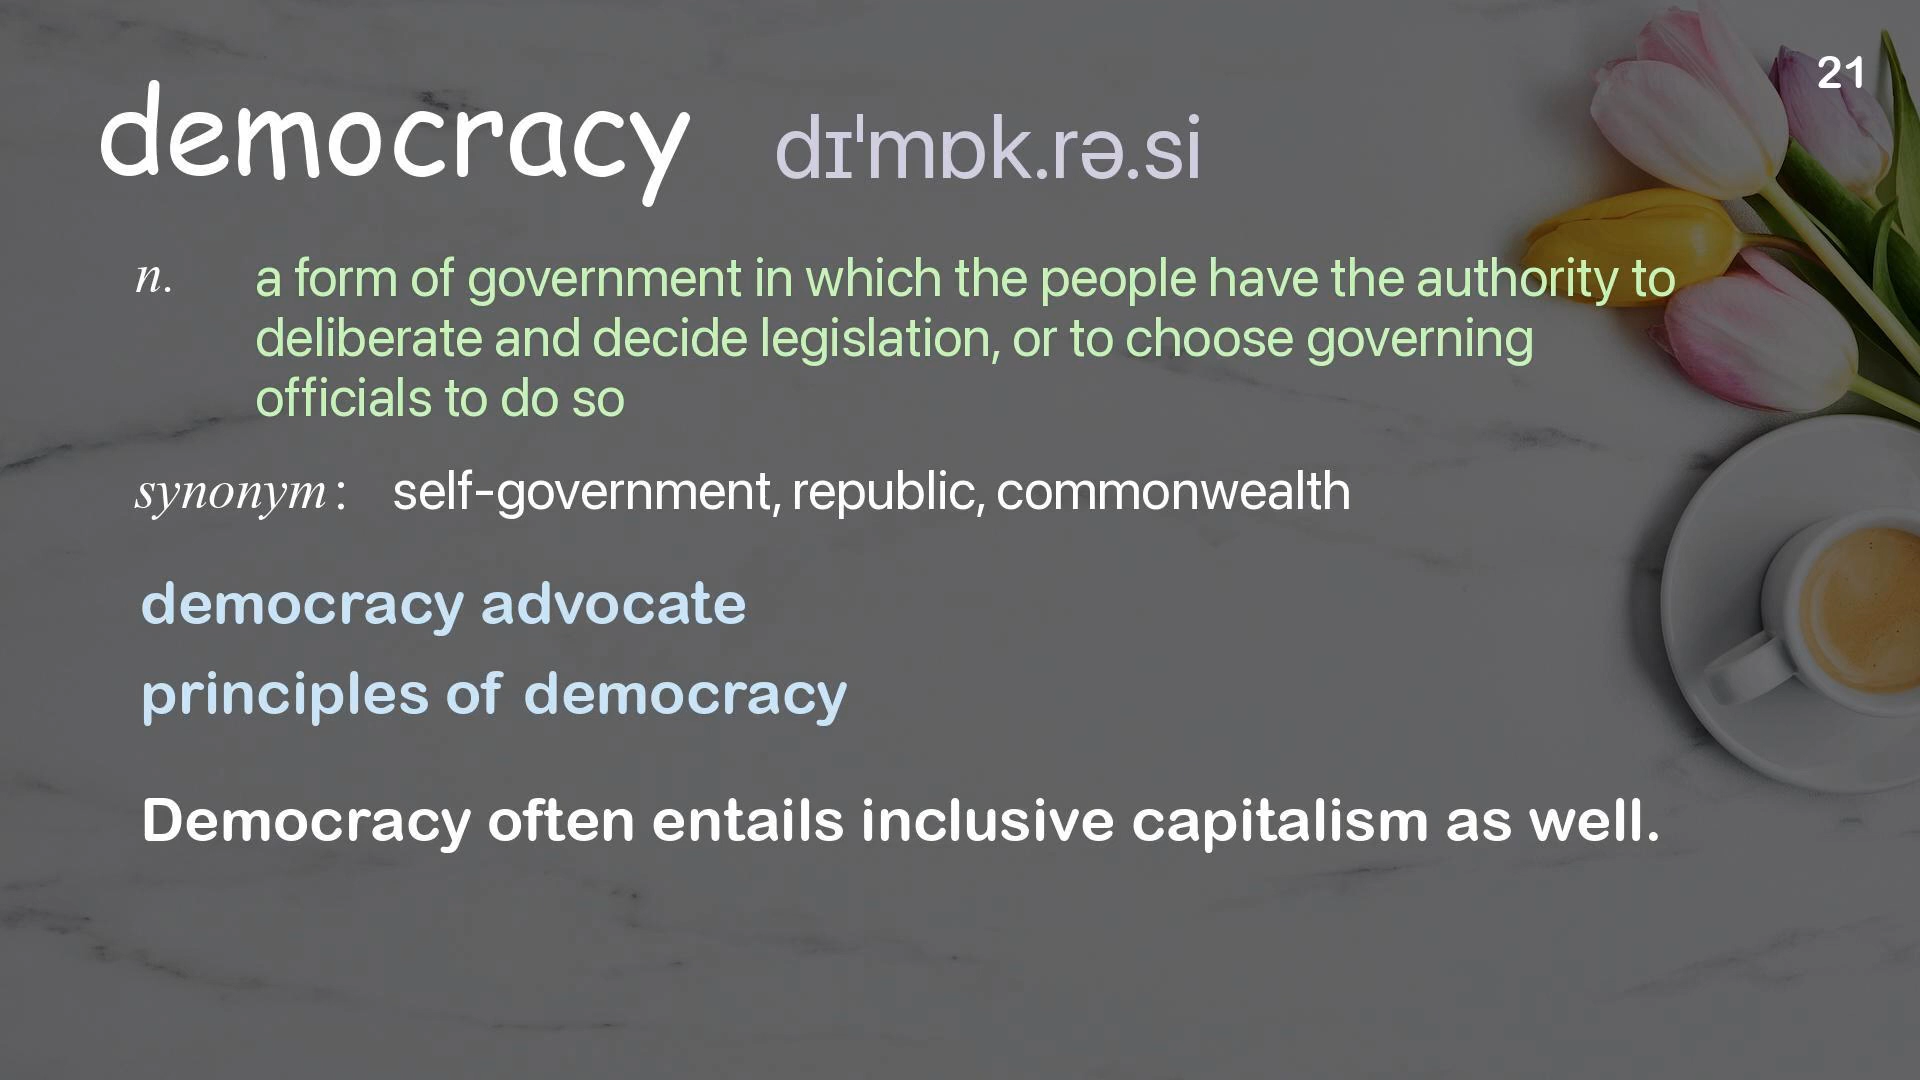 21
democracy dɪˈmɒk.rə.si
n. a form of government in which the people have the authority to
deliberate and decide legislation, or to choose governing
officials to do so
synonym: self-government, republic, commonwealth
democracy advocate
principles of democracy
Democracy often entails inclusive capitalism as well.